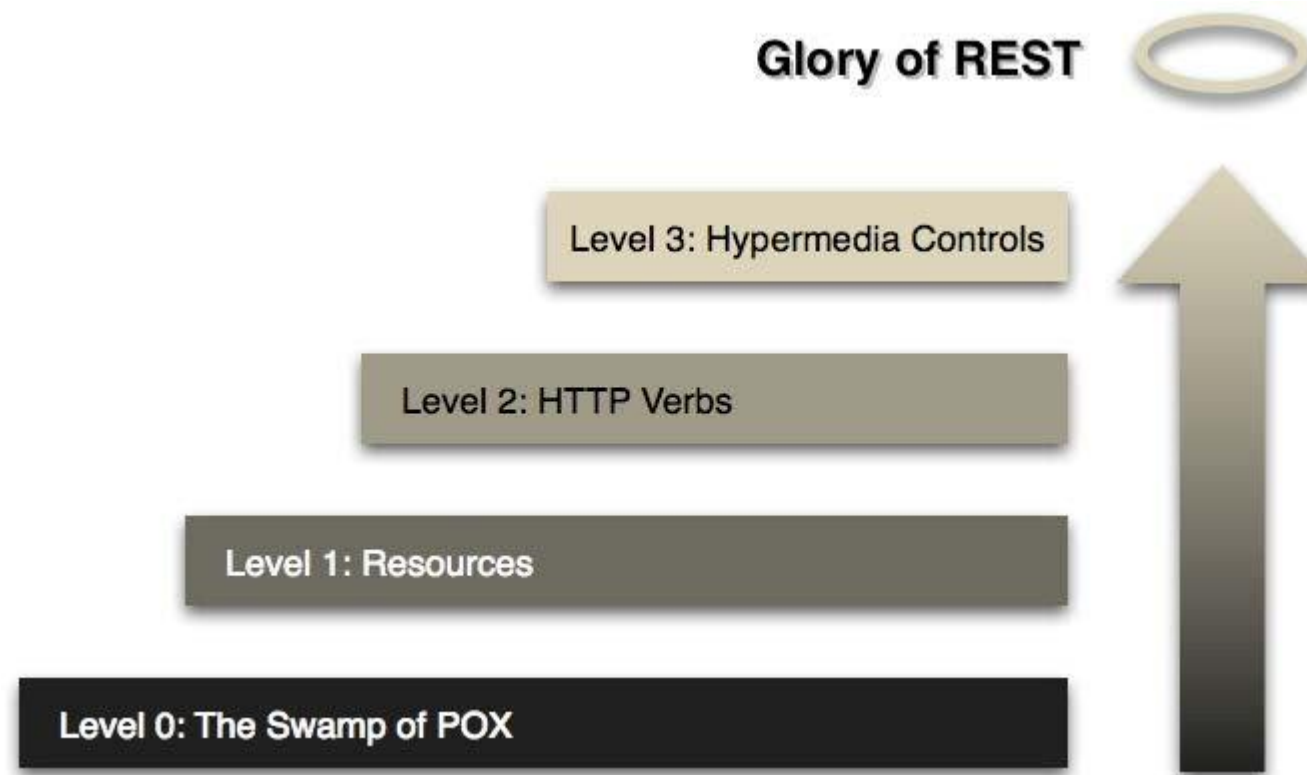 Glory of REST
Level 3: Hypermedia Controls
Level 2: HTTP Verbs
Level 1: Resources
Level 0: The Swamp of POX